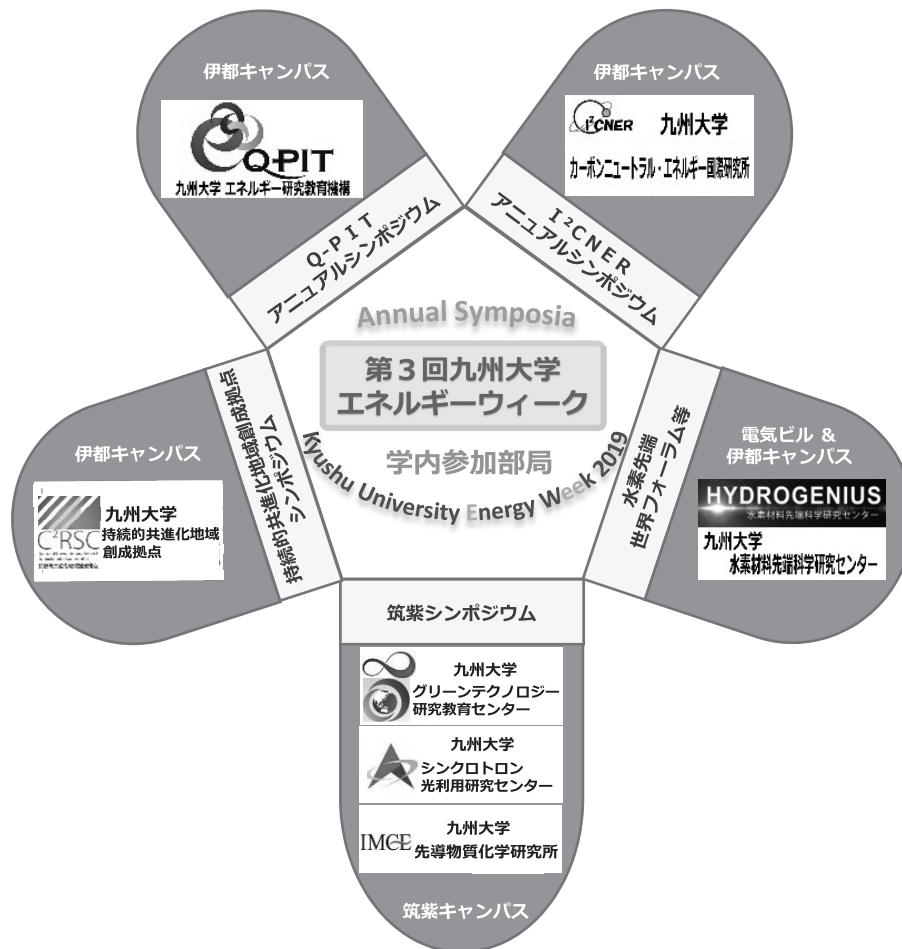 伊都キャンパス
Q-PIT
九州大学 エネルギー研究教育機構
Q-PIT
アニュアルシンポジウム
伊都キャンパス
I²CNER 九州大学
カーボンニュートラル・エネルギー国際研究所
I²CNER
アニュアルシンポジウム
Annual Symposia
第3回九州大学
エネルギーウィーク
学内参加部局
Kyushu University Energy Week 2019
伊都キャンパス
C²RSC
九州大学
持続的共進化地域
創成拠点
持続的共進化地域創成拠点
シンポジウム
電気ビル &
伊都キャンパス
HYDROGENIUS
水素材料先端科学研究センター
九州大学
水素材料先端科学研究センター
水素先端
世界フォーラム等
筑紫シンポジウム
九州大学
グリーンテクノロジー
研究教育センター
九州大学
シンクロトロン
光利用研究センター
IMCE
九州大学
先導物質化学研究所
筑紫キャンパス